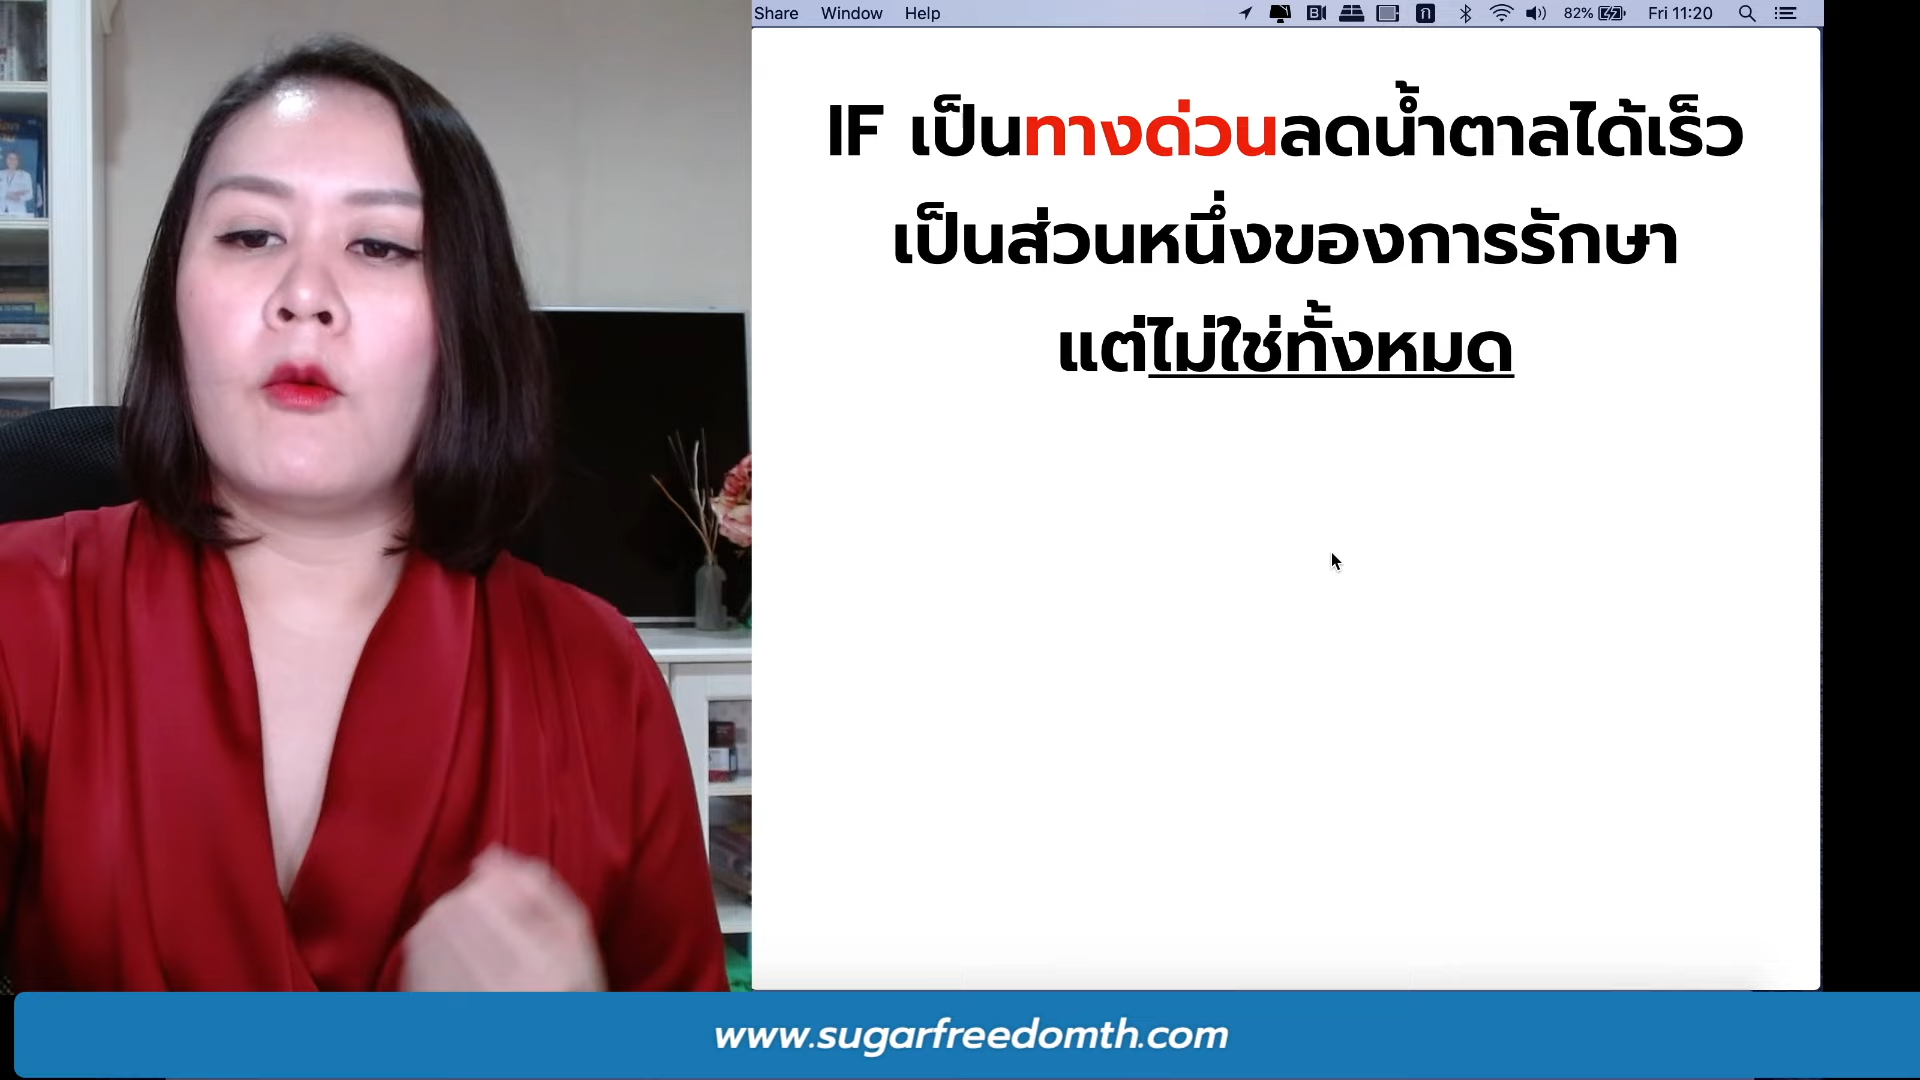 Share Window Help 82% Fri 11:20
IF เป็นทางด่วนลดน้ำตาลได้เร็ว
เป็นส่วนหนึ่งของการรักษา
แต่ไม่ใช่ทั้งหมด
www.sugarfreedomth.com